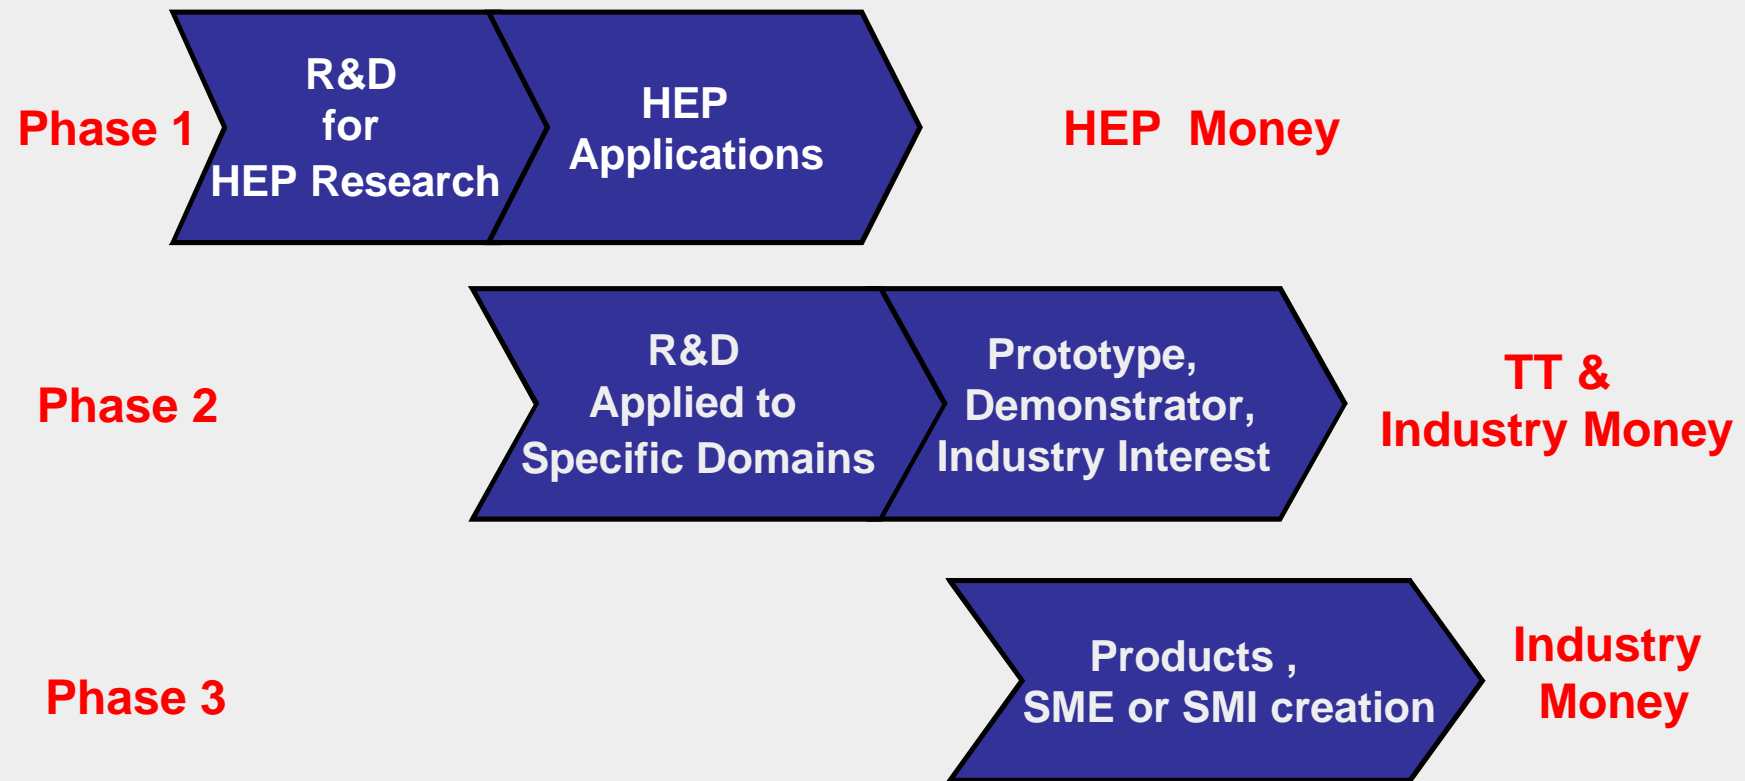 Phase 1
R&D
for
HEP Research
HEP
Applications
HEP Money
Phase 2
R&D
Applied to
Specific Domains
Prototype,
Demonstrator,
Industry Interest
TT &
Industry Money
Phase 3
Products ,
SME or SMI creation
Industry
Money